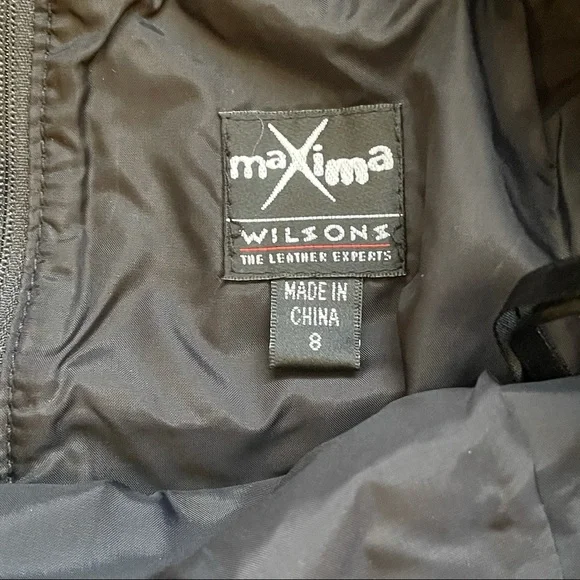 maXima
WILSONS
THE LEATHER EXPERTS
MADE IN
CHINA
8